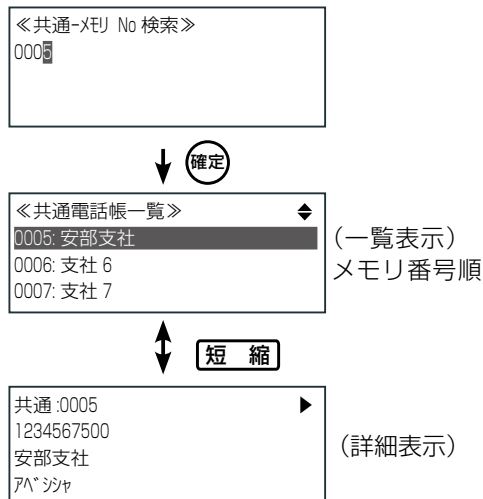 ≪共通-メモリ No 検索≫
0005
確定
≪共通電話帳一覧≫ ◆
0005: 安部支社
0006: 支社 6
0007: 支社 7
(一覧表示)
メモリ番号順
短 縮
共通:0005 ▶
1234567500
安部支社
アベシシャ
(詳細表示)